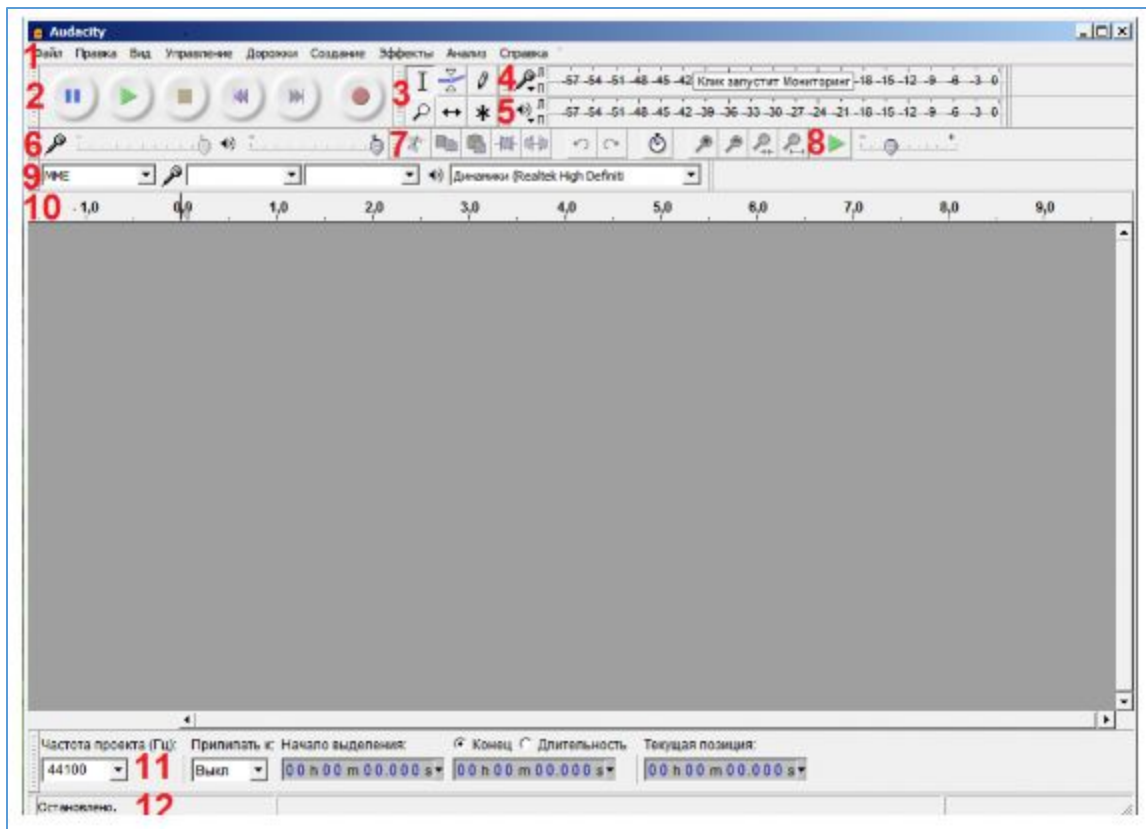 Audacity
1 Файл Правка Вид Управление Дорожки Создание Эффекты Анализ Справка
2 3 4 Л П -57 -54 -51 -48 -45 -42 Клик запустит Мониторинг -18 -15 -12 -9 -6 -3 0
5 Л П -57 -54 -51 -48 -45 -42 -39 -36 -33 -30 -27 -24 -21 -18 -15 -12 -9 -6 -3 0
6 7 8
9 MME Динамики (Realtek High Definiti
10 - 1,0 0,0 1,0 2,0 3,0 4,0 5,0 6,0 7,0 8,0 9,0
Частота проекта (Гц): Прилипать к: Начало выделения: Конец Длительность Текущая позиция:
44100 11 Выкл 00 h 00 m 00.000 s 00 h 00 m 00.000 s 00 h 00 m 00.000 s
Остановлено. 12